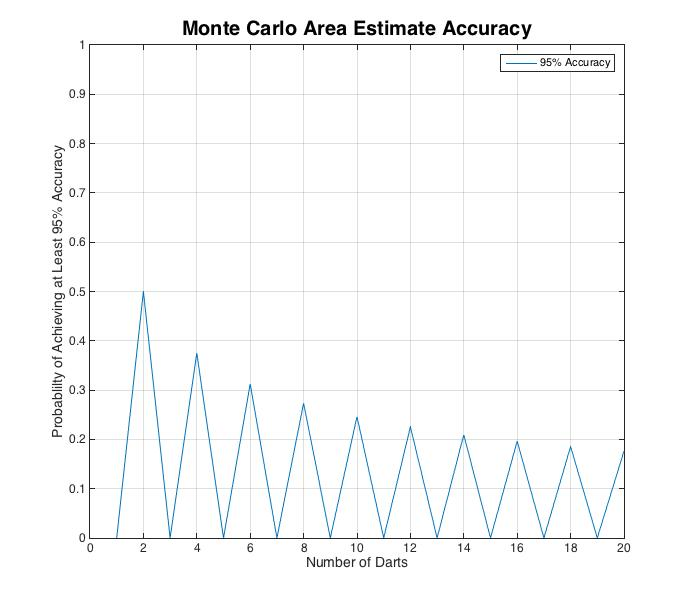 Monte Carlo Area Estimate Accuracy
1
0.9
0.8
0.7
0.6
0.5
0.4
0.3
0.2
0.1
0
Probability of Achieving at Least 95% Accuracy
95% Accuracy
0 2 4 6 8 10 12 14 16 18 20
Number of Darts